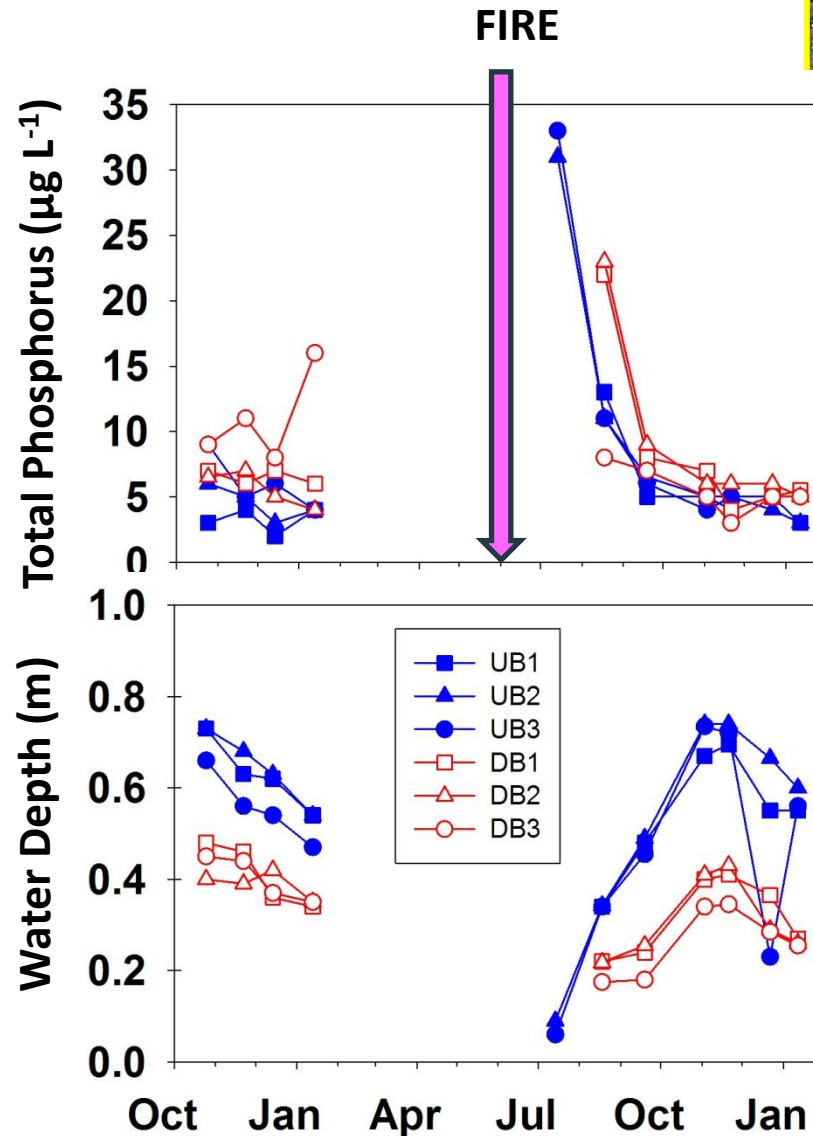 FIRE
Total Phosphorus (µg L-1)
35
30
25
20
15
10
5
0
Water Depth (m)
1.0
0.8
0.6
0.4
0.2
0.0
UB1
UB2
UB3
DB1
DB2
DB3
Oct Jan Apr Jul Oct Jan